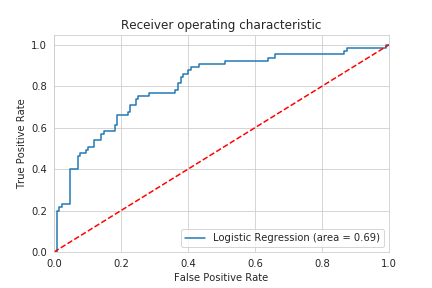 Receiver operating characteristic
1.0
0.8
0.6
0.4
0.2
0.0
True Positive Rate
Logistic Regression (area = 0.69)
0.0 0.2 0.4 0.6 0.8 1.0
False Positive Rate